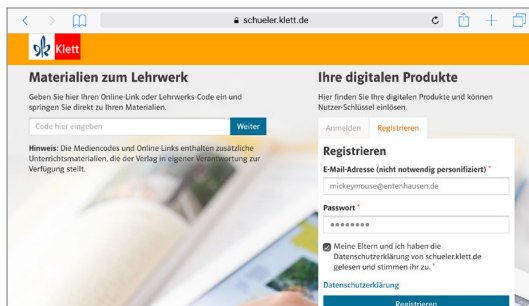 schueler.klett.de
Klett
Materialien zum Lehrwerk
Geben Sie hier Ihren Online-Link oder Lehrwerks-Code ein und
springen Sie direkt zu Ihren Materialien.
Code hier eingeben
Weiter
Hinweis: Die Mediencodes und Online-Links enthalten zusätzliche
Unterrichtsmaterialien, die der Verlag in eigener Verantwortung zur
Verfügung stellt.
Ihre digitalen Produkte
Hier finden Sie Ihre digitalen Produkte und können
Nutzer-Schlüssel einlösen.
Anmelden Registrieren
Registrieren
E-Mail-Adresse (nicht notwendig personifiziert) *
mickeymouse@entenhausen.de
Passwort *
Meine Eltern und ich haben die
Datenschutzerklärung von schueler.klett.de
gelesen und stimmen ihr zu. *
Datenschutzerklärung
Registrieren